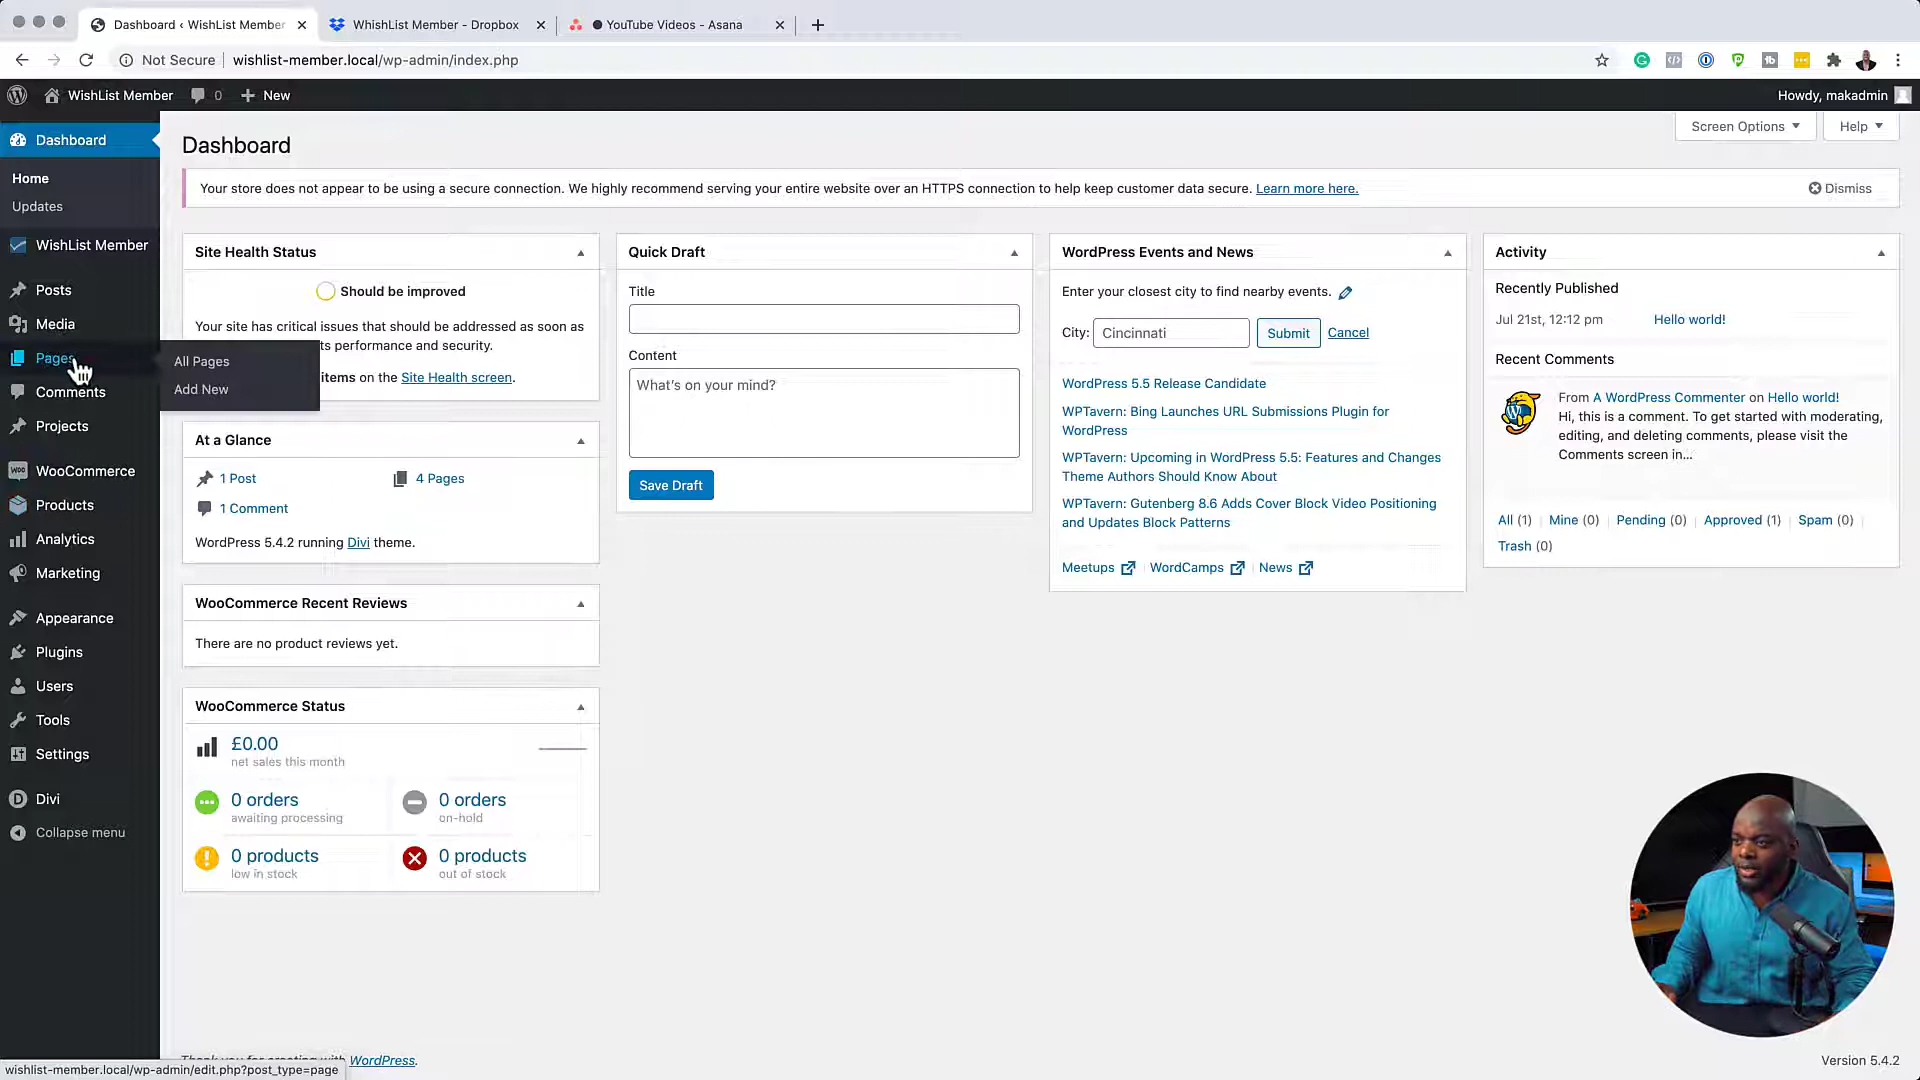 Dashboard ‹ WishList Member
WhishList Member - Dropbox
YouTube Videos - Asana
Not Secure
wishlist-member.local/wp-admin/index.php
WishList Member
0
New
Howdy, makadmin
Dashboard
Home
Updates
WishList Member
Posts
Media
Pages
All Pages
Add New
Comments
Projects
WooCommerce
Products
Analytics
Marketing
Appearance
Plugins
Users
Tools
Settings
Divi
Collapse menu
Dashboard
Screen Options
Help
Your store does not appear to be using a secure connection. We highly recommend serving your entire website over an HTTPS connection to help keep customer data secure. Learn more here.
Dismiss
Site Health Status
Should be improved
Your site has critical issues that should be addressed as soon as
ts performance and security.
items on the Site Health screen.
At a Glance
1 Post
4 Pages
1 Comment
WordPress 5.4.2 running Divi theme.
WooCommerce Recent Reviews
There are no product reviews yet.
WooCommerce Status
£0.00
net sales this month
0 orders
awaiting processing
0 orders
on-hold
0 products
low in stock
0 products
out of stock
Quick Draft
Title
Content
What's on your mind?
Save Draft
WordPress Events and News
Enter your closest city to find nearby events.
City:
Cincinnati
Submit
Cancel
WordPress 5.5 Release Candidate
WPTavern: Bing Launches URL Submissions Plugin for
WordPress
WPTavern: Upcoming in WordPress 5.5: Features and Changes
Theme Authors Should Know About
WPTavern: Gutenberg 8.6 Adds Cover Block Video Positioning
and Updates Block Patterns
Meetups
WordCamps
News
Activity
Recently Published
Jul 21st, 12:12 pm
Hello world!
Recent Comments
From A WordPress Commenter on Hello world!
Hi, this is a comment. To get started with moderating,
editing, and deleting comments, please visit the
Comments screen in…
All (1) | Mine (0) | Pending (0) | Approved (1) | Spam (0) |
Trash (0)
Thank you for creating with WordPress.
Version 5.4.2
wishlist-member.local/wp-admin/edit.php?post_type=page